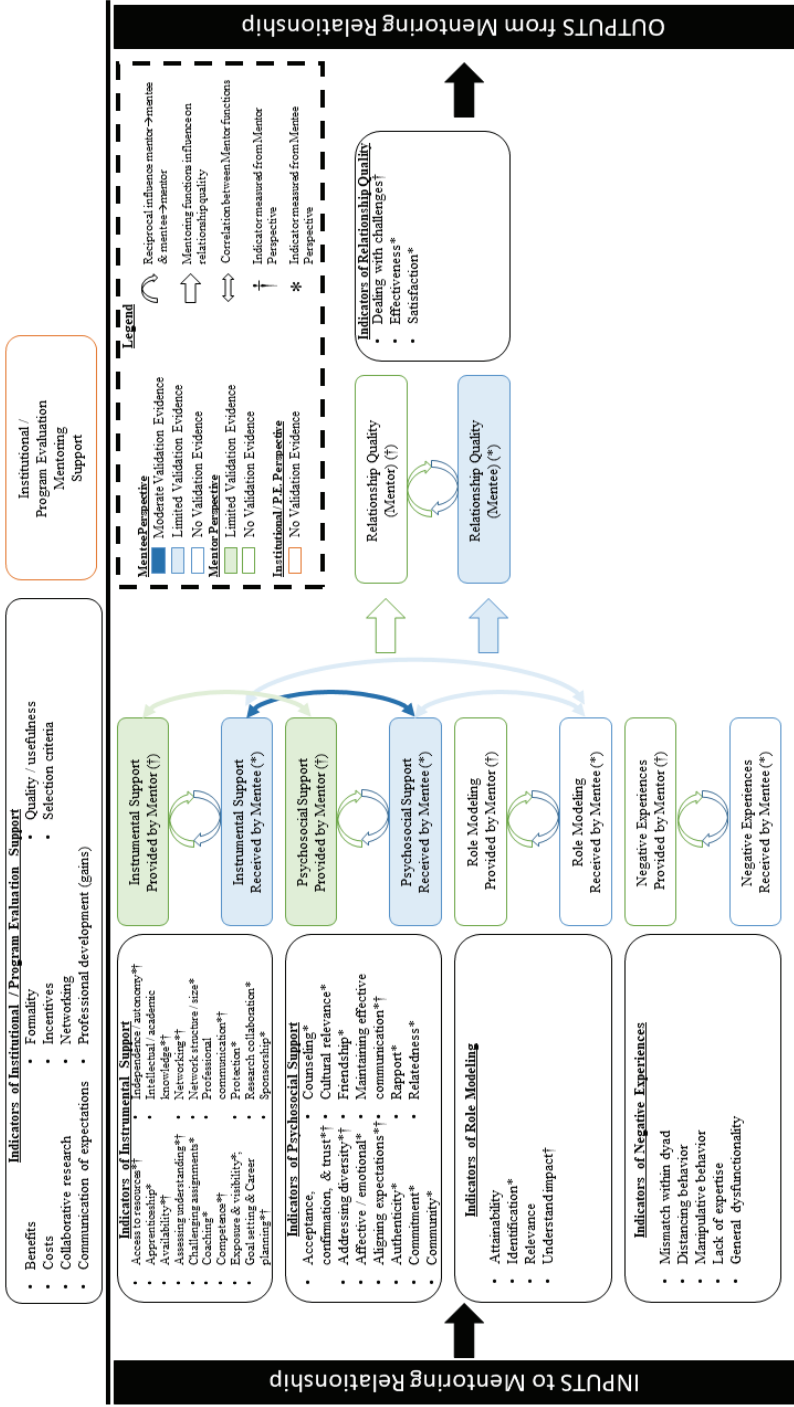 Indicators of Institutional / Program Evaluation Support
• Benefits
• Costs
• Collaborative research
• Communication of expectations
• Formality
• Incentives
• Networking
• Professional development (gains)
• Quality / usefulness
• Selection criteria
Institutional /
Program Evaluation
Mentoring
Support
INPUTS to Mentoring Relationship
Indicators of Instrumental Support
• Access to resources*†
• Apprenticeship*
• Availability*†
• Assessing understanding*†
• Challenging assignments*
• Coaching*
• Competence*†
• Exposure & visibility*;
• Goal setting & Career
planning*†
• Independence / autonomy*†
• Intellectual / academic
knowledge*†
• Networking*†
• Network structure / size*
• Professional
communication*†
• Protection*
• Research collaboration*
• Sponsorship*
Indicators of Psychosocial Support
• Acceptance,
confirmation, & trust*†
• Addressing diversity*†
• Affective / emotional*
• Aligning expectations*†
• Authenticity*
• Commitment*
• Community*
• Counseling*
• Cultural relevance*
• Friendship*
• Maintaining effective
• communication*†
• Rapport*
• Relatedness*
Indicators of Role Modeling
• Attainability
• Identification*
• Relevance
• Understand impact†
Indicators of Negative Experiences
• Mismatch within dyad
• Distancing behavior
• Manipulative behavior
• Lack of expertise
• General dysfunctionality
Instrumental Support
Provided by Mentor (†)
Instrumental Support
Received by Mentee (*)
Psychosocial Support
Provided by Mentor (†)
Psychosocial Support
Received by Mentee (*)
Role Modeling
Provided by Mentor (†)
Role Modeling
Received by Mentee (*)
Negative Experiences
Provided by Mentor (†)
Negative Experiences
Received by Mentee (*)
Legend
Mentee Perspective
Moderate Validation Evidence
Limited Validation Evidence
No Validation Evidence
Mentor Perspective
Limited Validation Evidence
No Validation Evidence
Institutional / P.E. Perspective
No Validation Evidence
Reciprocal influence mentor→mentee
& mentee→mentor
Mentoring functions influence on
relationship quality
Correlation between Mentor functions
† Indicator measured from Mentor
Perspective
* Indicator measured from Mentee
Perspective
Relationship Quality
(Mentor) (†)
Relationship Quality
(Mentee) (*)
Indicators of Relationship Quality
• Dealing with challenges†
• Effectiveness*
• Satisfaction*
OUTPUTS from Mentoring Relationship